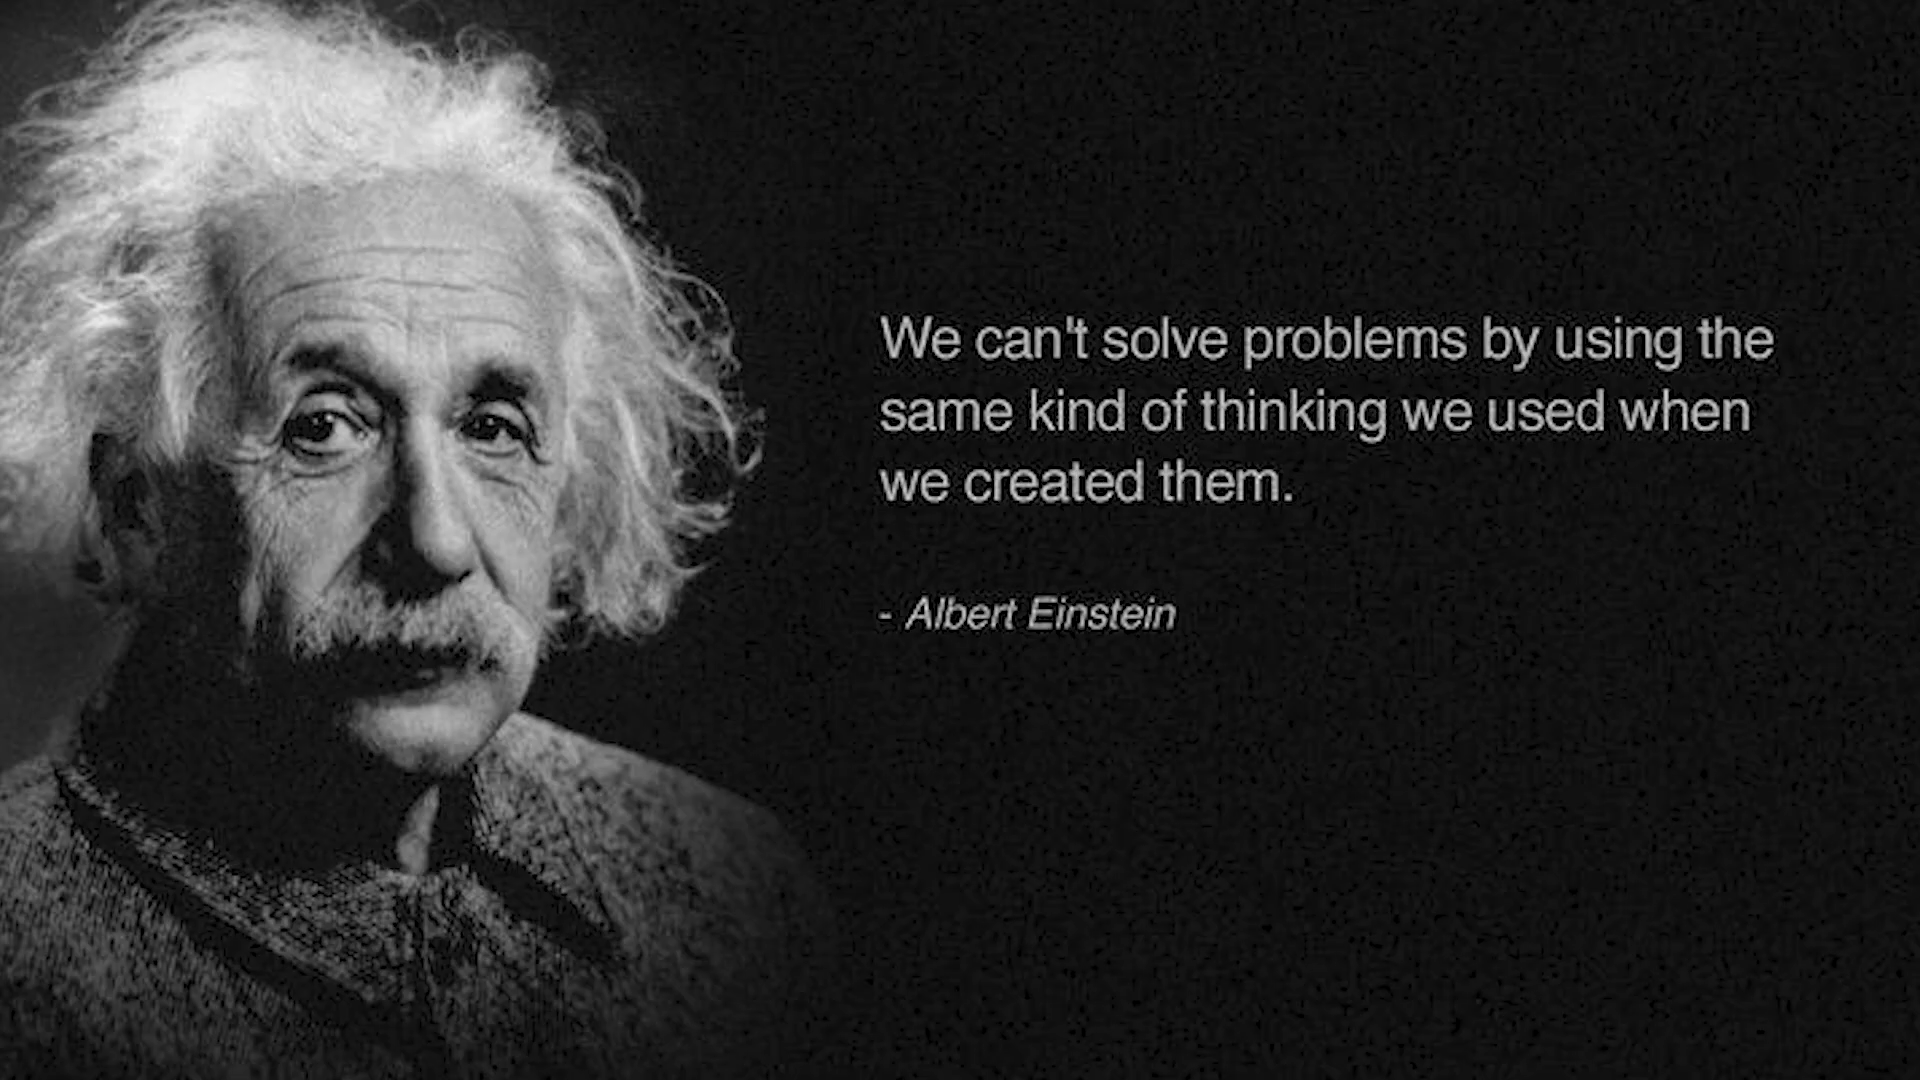 We can't solve problems by using the
same kind of thinking we used when
we created them.
- Albert Einstein